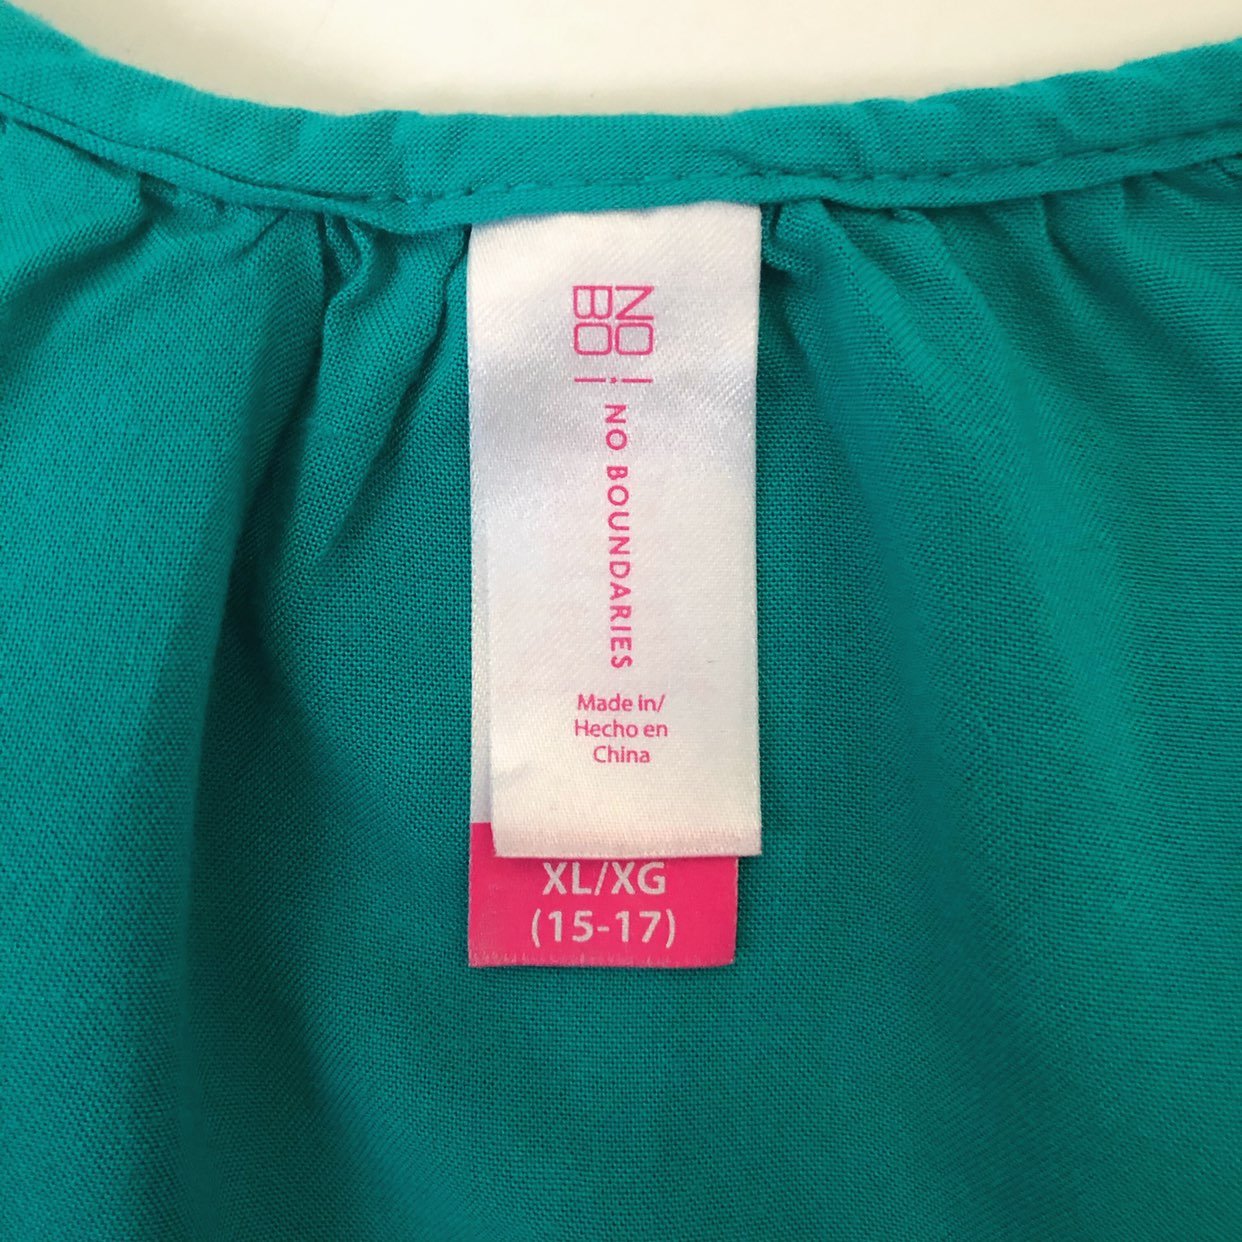 NO
BO
NO BOUNDARIES
Made in/
Hecho en
China
XL/XG
(15-17)